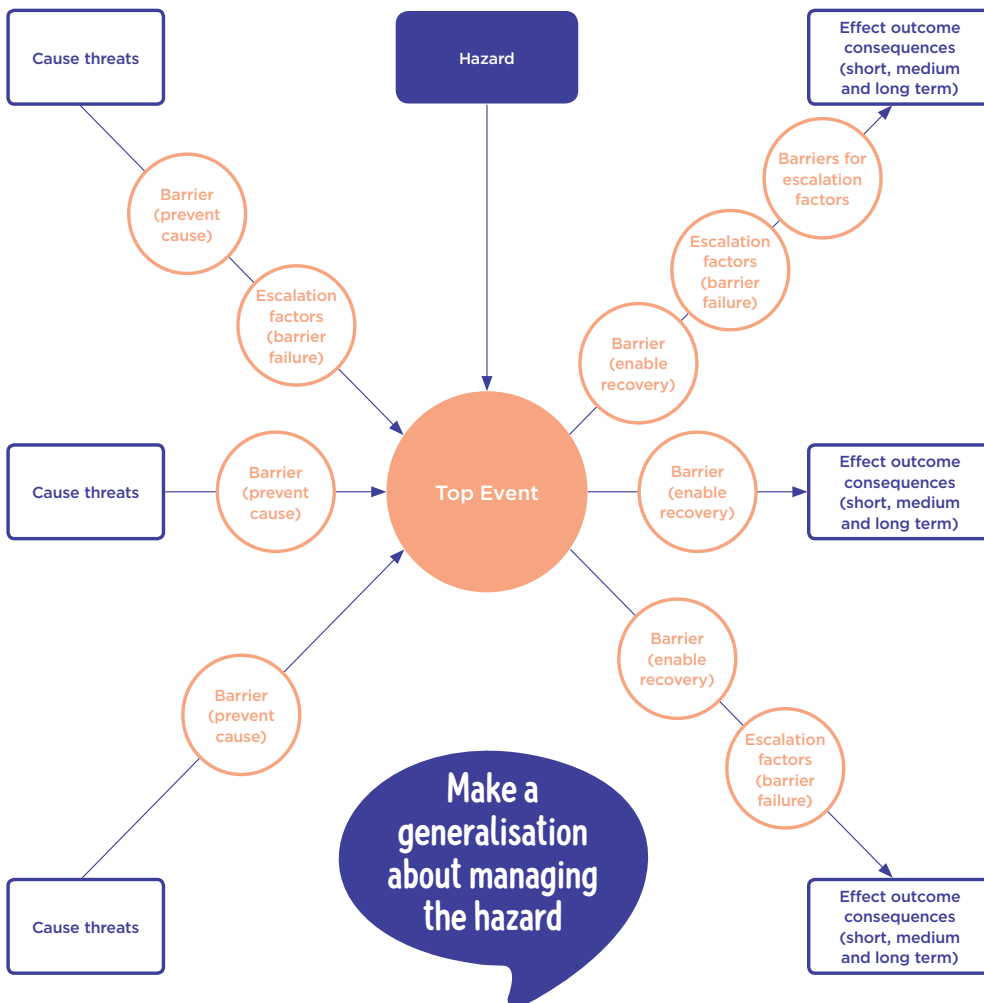 Cause threats
Hazard
Effect outcome
consequences
(short, medium
and long term)
Barrier
(prevent
cause)
Escalation
factors
(barrier
failure)
Barriers for
escalation
factors
Escalation
factors
(barrier
failure)
Barrier
(enable
recovery)
Cause threats
Barrier
(prevent
cause)
Top Event
Barrier
(enable
recovery)
Effect outcome
consequences
(short, medium
and long term)
Barrier
(prevent
cause)
Barrier
(enable
recovery)
Escalation
factors
(barrier
failure)
Make a
generalisation
about managing
the hazard
Cause threats
Effect outcome
consequences
(short, medium
and long term)